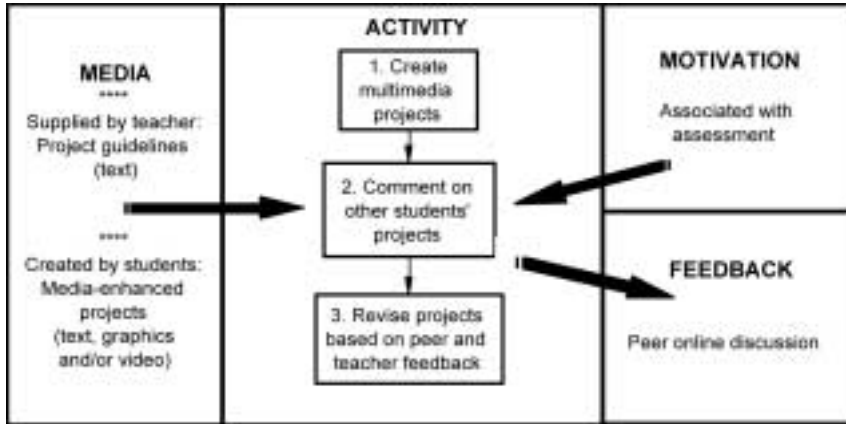 MEDIA
****
Supplied by teacher:
Project guidelines
(text)
****
Created by students:
Media-enhanced
projects
(text, graphics
and/or video)
ACTIVITY
1. Create
multimedia
projects
2. Comment on
other students'
projects
3. Revise projects
based on peer and
teacher feedback
MOTIVATION
Associated with
assessment
FEEDBACK
Peer online discussion